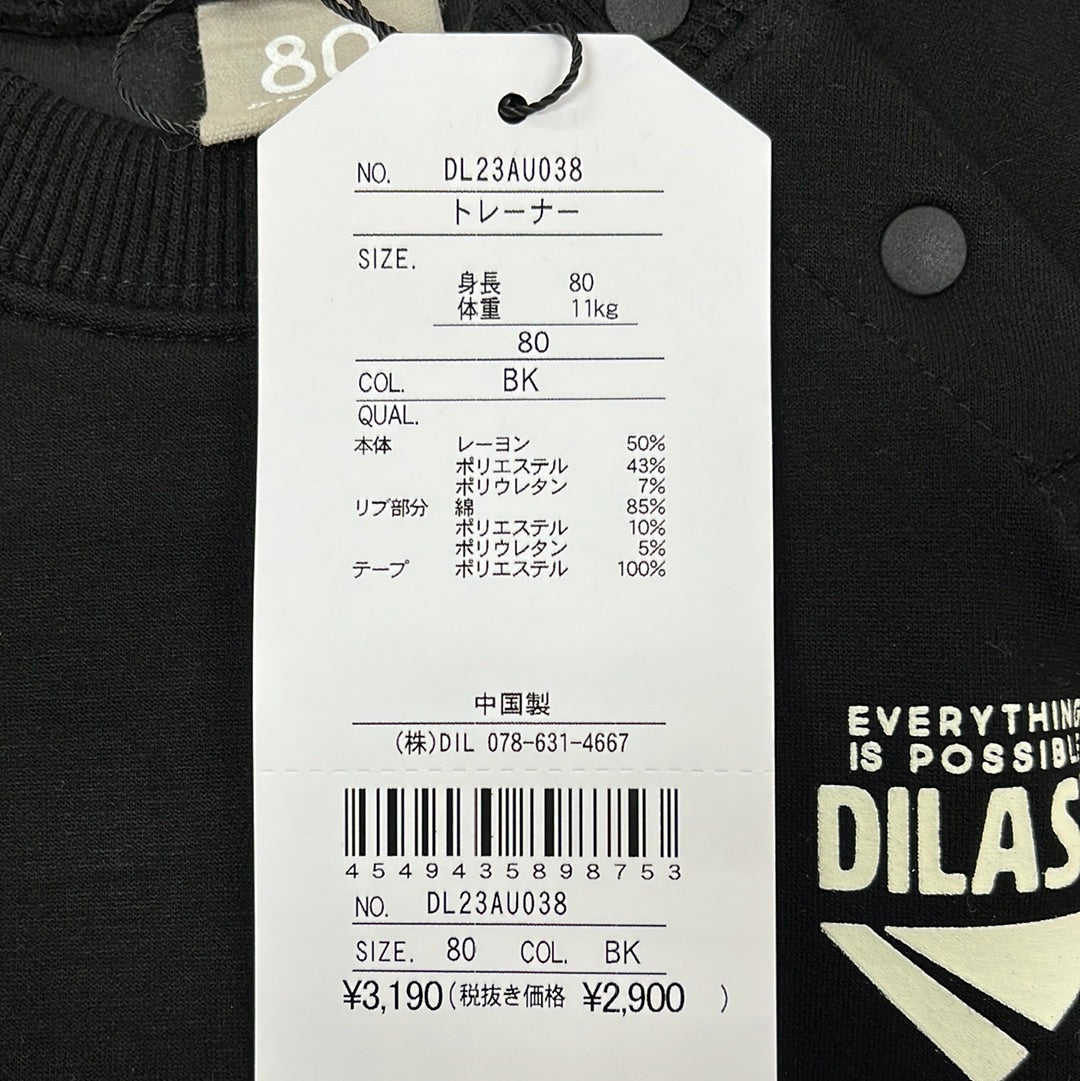 80
NO. DL23AU038
トレーナー
SIZE.
身長 80
体重 11kg
80
COL. BK
QUAL.
本体 レーヨン 50%
ポリエステル 43%
ポリウレタン 7%
リブ部分 綿 85%
ポリエステル 10%
ポリウレタン 5%
テープ ポリエステル 100%
中国製
(株)DIL 078-631-4667
4549435898753
NO. DL23AU038
SIZE. 80 COL. BK
¥3,190(税抜き価格 ¥2,900 )
EVERYTHING
IS POSSIBLE
DILAS